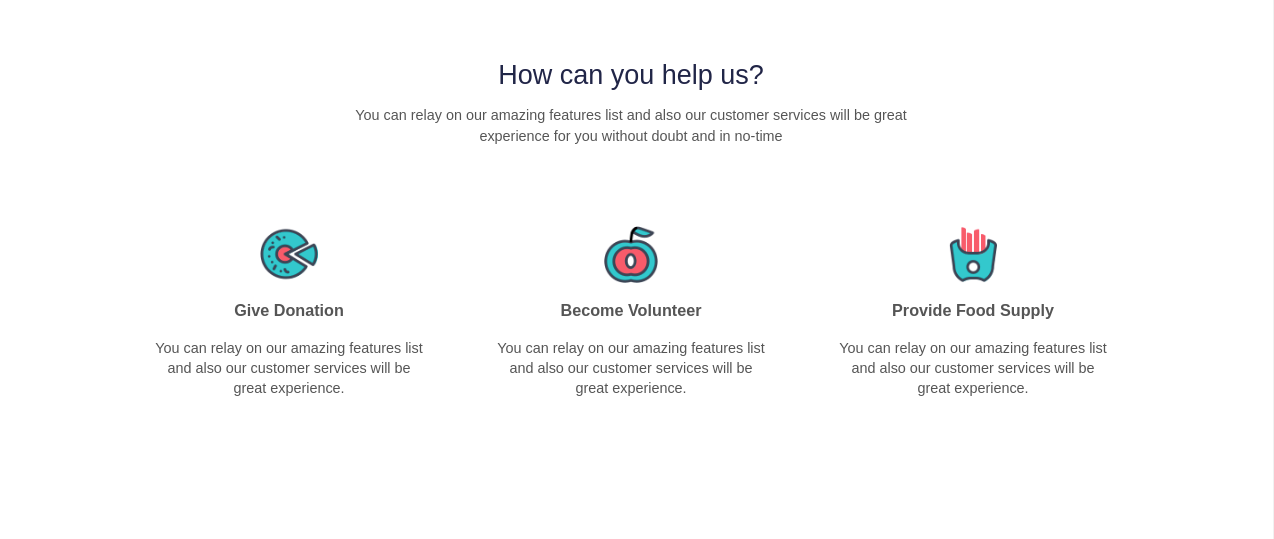 How can you help us?
You can relay on our amazing features list and also our customer services will be great
experience for you without doubt and in no-time
Give Donation
You can relay on our amazing features list
and also our customer services will be
great experience.
Become Volunteer
You can relay on our amazing features list
and also our customer services will be
great experience.
Provide Food Supply
You can relay on our amazing features list
and also our customer services will be
great experience.